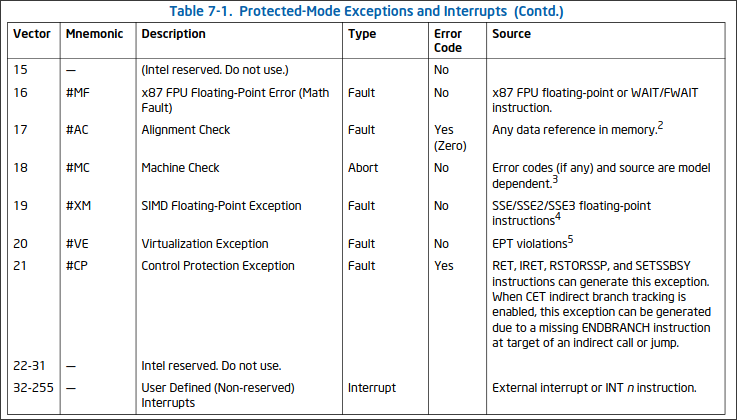 Table 7-1. Protected-Mode Exceptions and Interrupts (Contd.)
Vector Mnemonic Description Type Error Code Source
15 — (Intel reserved. Do not use.) No
16 #MF x87 FPU Floating-Point Error (Math Fault) Fault No x87 FPU floating-point or WAIT/FWAIT instruction.
17 #AC Alignment Check Fault Yes (Zero) Any data reference in memory.2
18 #MC Machine Check Abort No Error codes (if any) and source are model dependent.3
19 #XM SIMD Floating-Point Exception Fault No SSE/SSE2/SSE3 floating-point instructions4
20 #VE Virtualization Exception Fault No EPT violations5
21 #CP Control Protection Exception Fault Yes RET, IRET, RSTORSSP, and SETSSBSY instructions can generate this exception. When CET indirect branch tracking is enabled, this exception can be generated due to a missing ENDBRANCH instruction at target of an indirect call or jump.
22-31 — Intel reserved. Do not use.
32-255 — User Defined (Non-reserved) Interrupts Interrupt External interrupt or INT n instruction.